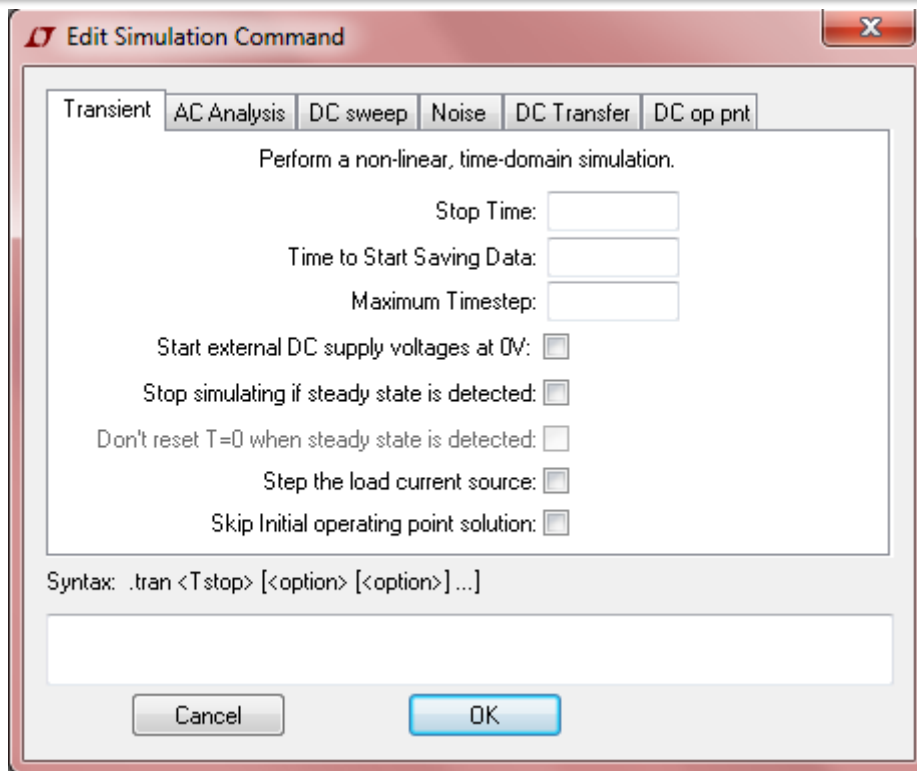 Edit Simulation Command
Transient AC Analysis DC sweep Noise DC Transfer DC op pnt
Perform a non-linear, time-domain simulation.
Stop Time:
Time to Start Saving Data:
Maximum Timestep:
Start external DC supply voltages at 0V:
Stop simulating if steady state is detected:
Don't reset T=0 when steady state is detected:
Step the load current source:
Skip Initial operating point solution:
Syntax: .tran <Tstop> [<option> [<option>] ...]
Cancel OK